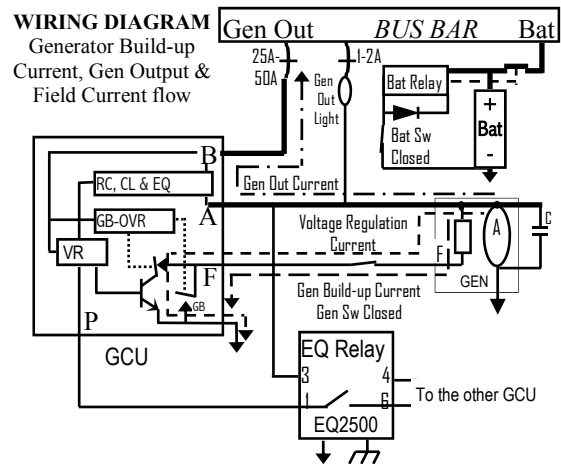 WIRING DIAGRAM
Generator Build-up
Current, Gen Output &
Field Current flow
Gen Out BUS BAR Bat
25A-
50A
1-2A
Gen
Out
Light
Bat Relay
Bat Sw
Closed
+
Bat
-
B
RC, CL & EQ
Gen Out Current
A
GB-OVR
Voltage Regulation
Current
VR
F
F
A
C
GEN
GB
Gen Build-up Current
Gen Sw Closed
P
GCU
EQ Relay
3
4
1
6
To the other GCU
EQ2500